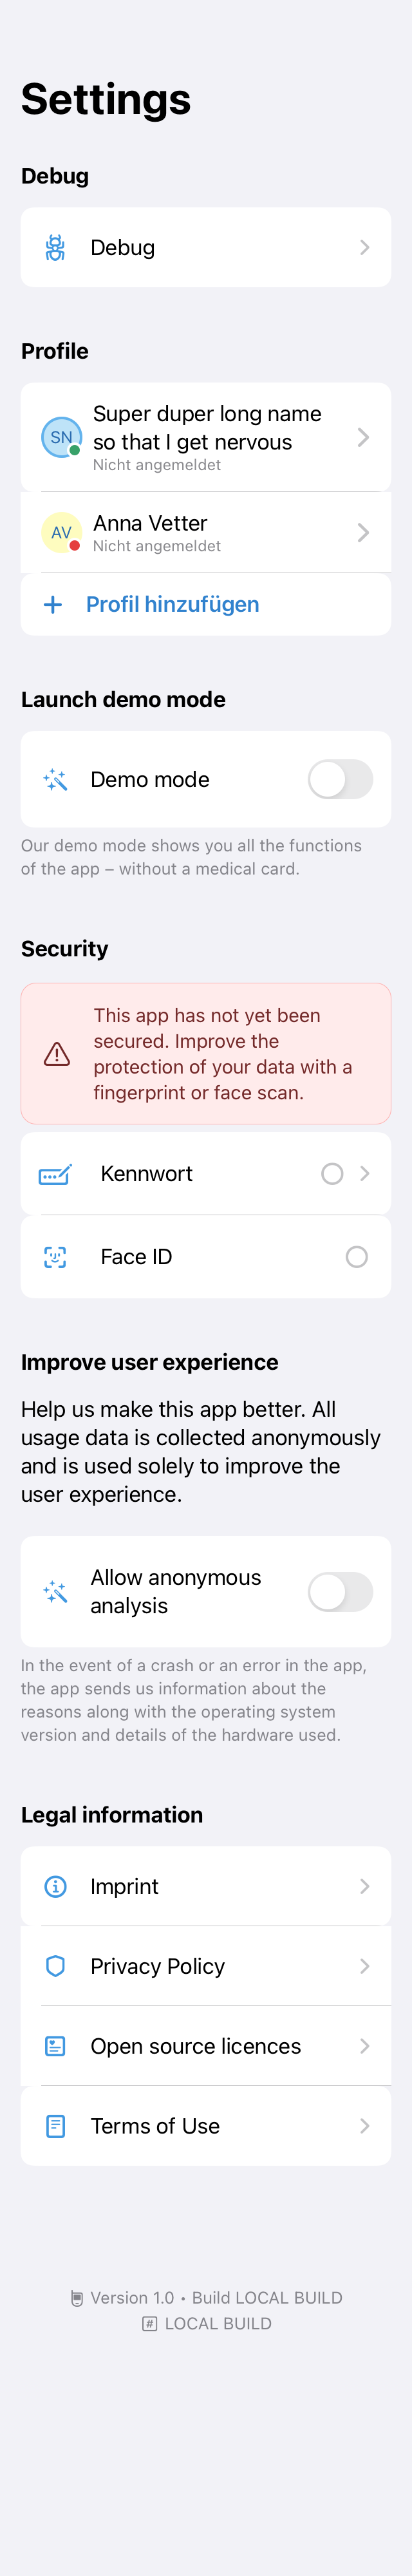 Settings
Debug
Debug
Profile
SN
Super duper long name
so that I get nervous
Nicht angemeldet
AV
Anna Vetter
Nicht angemeldet
+ Profil hinzufügen
Launch demo mode
Demo mode
Our demo mode shows you all the functions
of the app – without a medical card.
Security
This app has not yet been
secured. Improve the
protection of your data with a
fingerprint or face scan.
Kennwort
Face ID
Improve user experience
Help us make this app better. All
usage data is collected anonymously
and is used solely to improve the
user experience.
Allow anonymous
analysis
In the event of a crash or an error in the app,
the app sends us information about the
reasons along with the operating system
version and details of the hardware used.
Legal information
Imprint
Privacy Policy
Open source licences
Terms of Use
Version 1.0 • Build LOCAL BUILD
# LOCAL BUILD